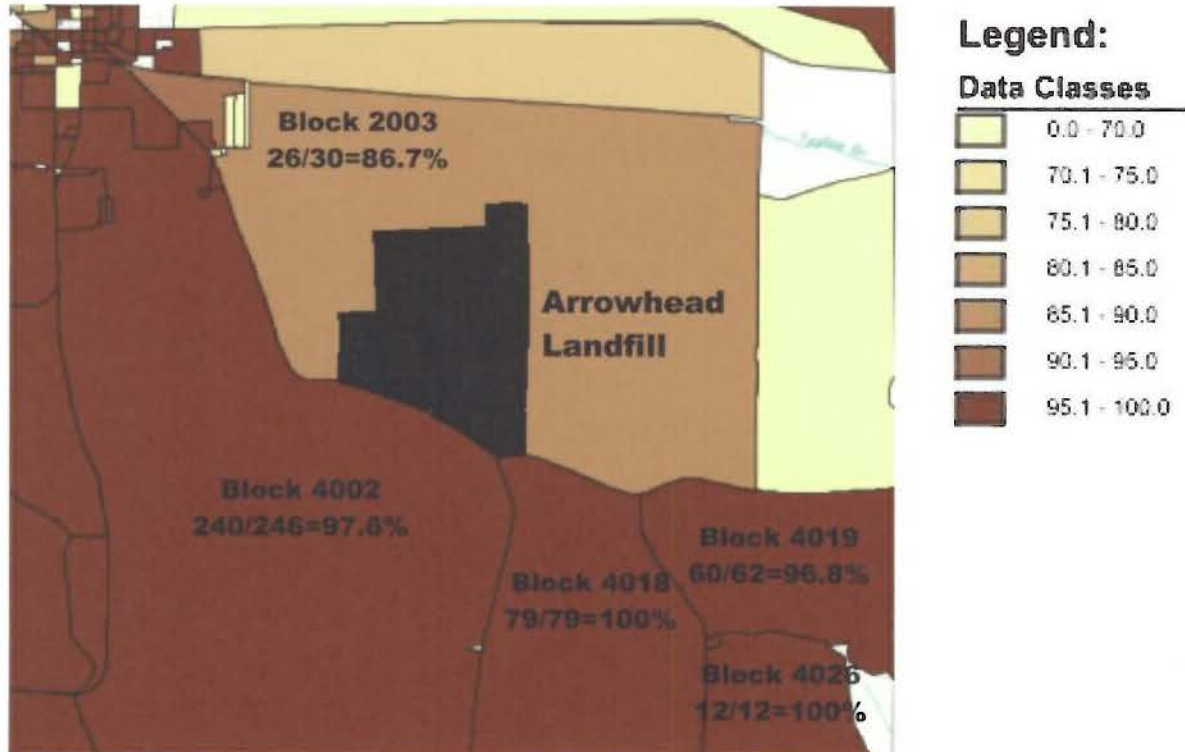 Block 2003
26/30=86.7%
Arrowhead
Landfill
Block 4002
240/246=97.6%
Block 4018
79/79=100%
Block 4019
60/62=96.8%
Block 4026
12/12=100%
Legend:
Data Classes
0.0 - 70.0
70.1 - 75.0
75.1 - 80.0
80.1 - 85.0
85.1 - 90.0
90.1 - 95.0
95.1 - 100.0